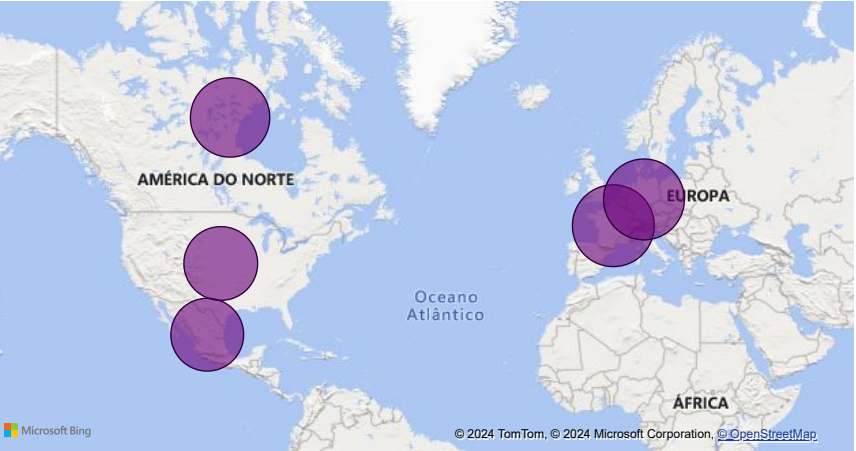 AMÉRICA DO NORTE
EUROPA
Oceano
Atlântico
ÁFRICA
Microsoft Bing
© 2024 TomTom, © 2024 Microsoft Corporation, © OpenStreetMap